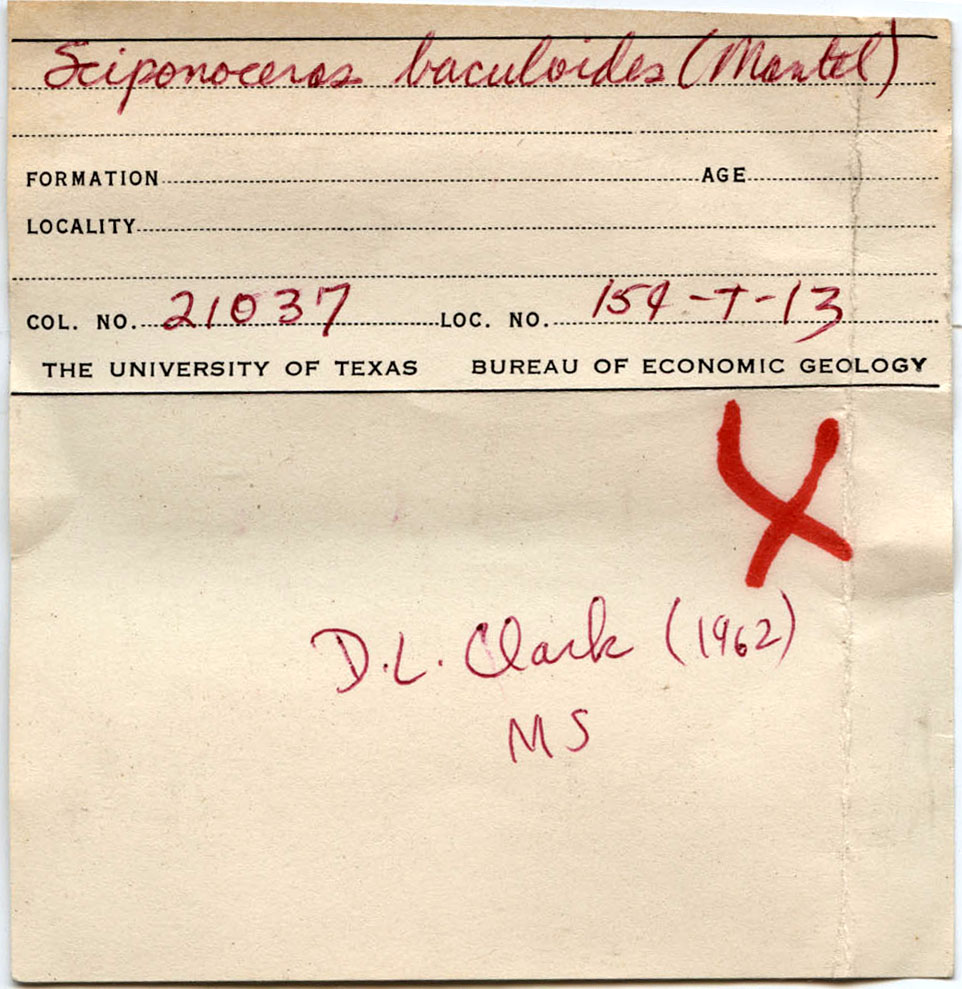 Sciponoceras baculoides (Mantel)
FORMATION AGE
LOCALITY
COL. NO. 21037 LOC. NO. 159-T-13
THE UNIVERSITY OF TEXAS BUREAU OF ECONOMIC GEOLOGY
X
D.L. Clark (1962)
MS